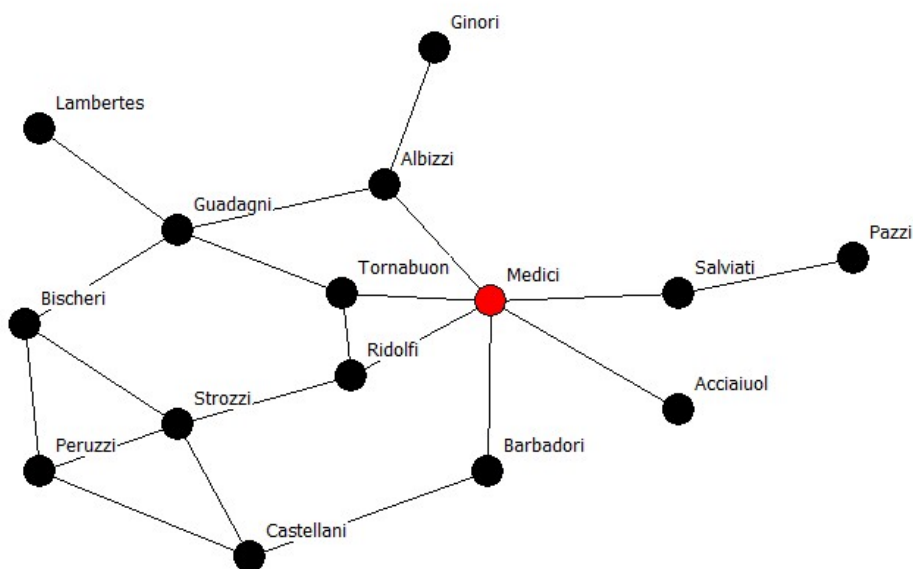 Ginori
Lambertes
Albizzi
Guadagni
Pazzi
Tornabuon
Medici
Salviati
Bischeri
Ridolfi
Acciaiuol
Strozzi
Peruzzi
Barbadori
Castellani